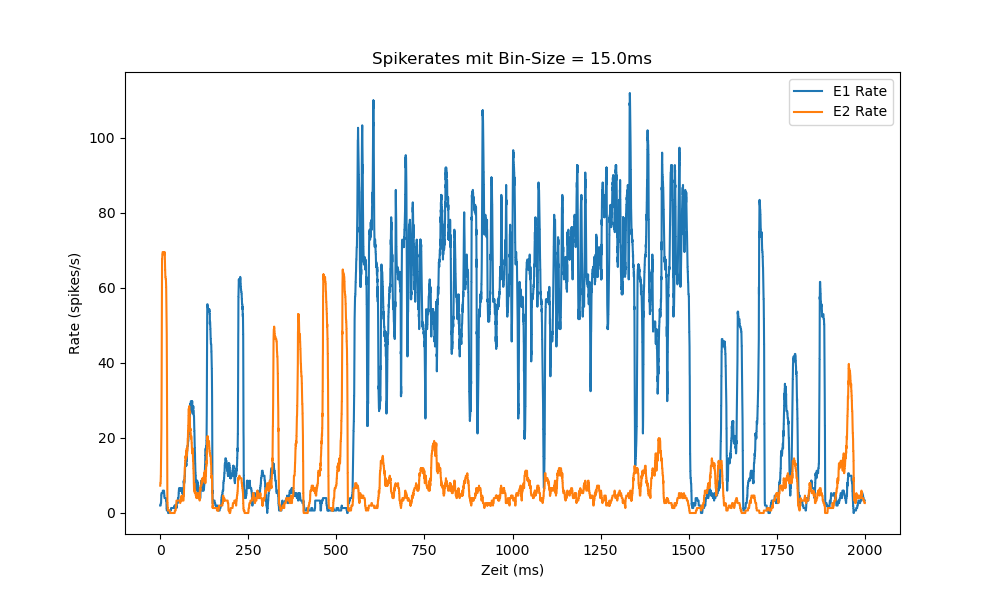 Spikerates mit Bin-Size = 15.0ms
E1 Rate
E2 Rate
Rate (spikes/s)
100
80
60
40
20
0
0 250 500 750 1000 1250 1500 1750 2000
Zeit (ms)